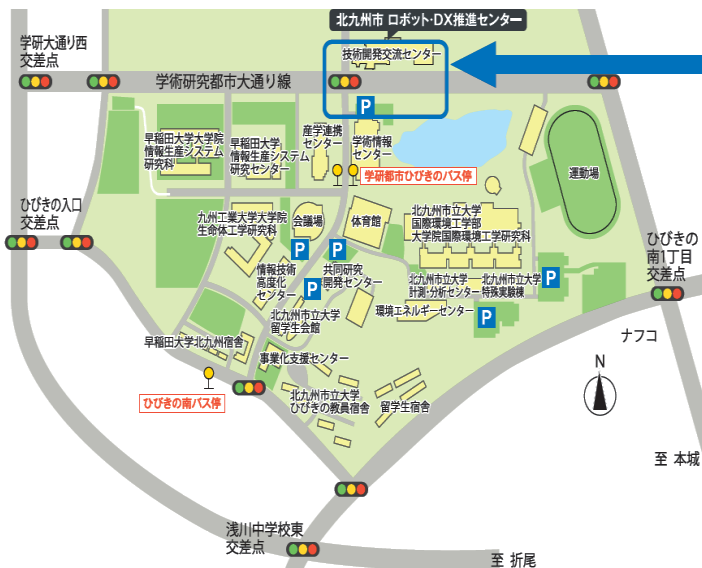 北九州市 ロボット・DX推進センター
学研大通り西
交差点
技術開発交流センター
学術研究都市大通り線
P
早稲田大学大学院
情報生産システム
研究科
早稲田大学
情報生産システム
研究センター
産学連携
センター
学術情報
センター
学研都市ひびきのバス停
運動場
ひびきの入口
交差点
九州工業大学大学院
生命体工学研究科
会議場
体育館
北九州市立大学
国際環境工学部
大学院国際環境工学研究科
ひびきの
南1丁目
交差点
P
P
情報技術
高度化
センター
共同研究
開発センター
P
北九州市立大学
計測・分析センター
北九州市立大学
特殊実験棟
P
環境エネルギーセンター
P
北九州市立大学
留学生会館
ナフコ
早稲田大学北九州宿舎
事業化支援センター
N
ひびきの南バス停
北九州市立大学
ひびきの教員宿舎
留学生宿舎
至 本城
浅川中学校東
交差点
至 折尾